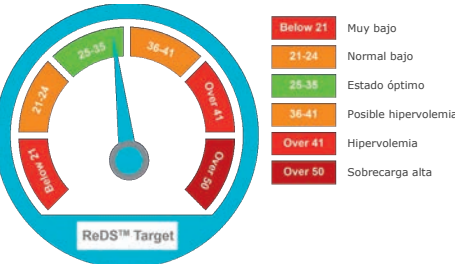 25-35
36-41
21-24
Over 41
Below 21
Over 50
ReDS™ Target
Below 21 Muy bajo
21-24 Normal bajo
25-35 Estado óptimo
36-41 Posible hipervolemia
Over 41 Hipervolemia
Over 50 Sobrecarga alta